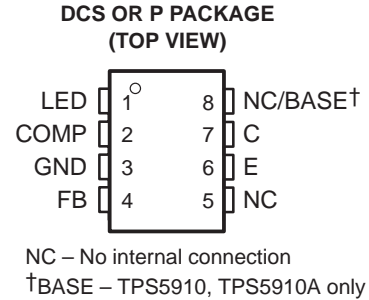 DCS OR P PACKAGE
(TOP VIEW)
LED 1 8 NC/BASE†
COMP 2 7 C
GND 3 6 E
FB 4 5 NC
NC – No internal connection
†BASE – TPS5910, TPS5910A only